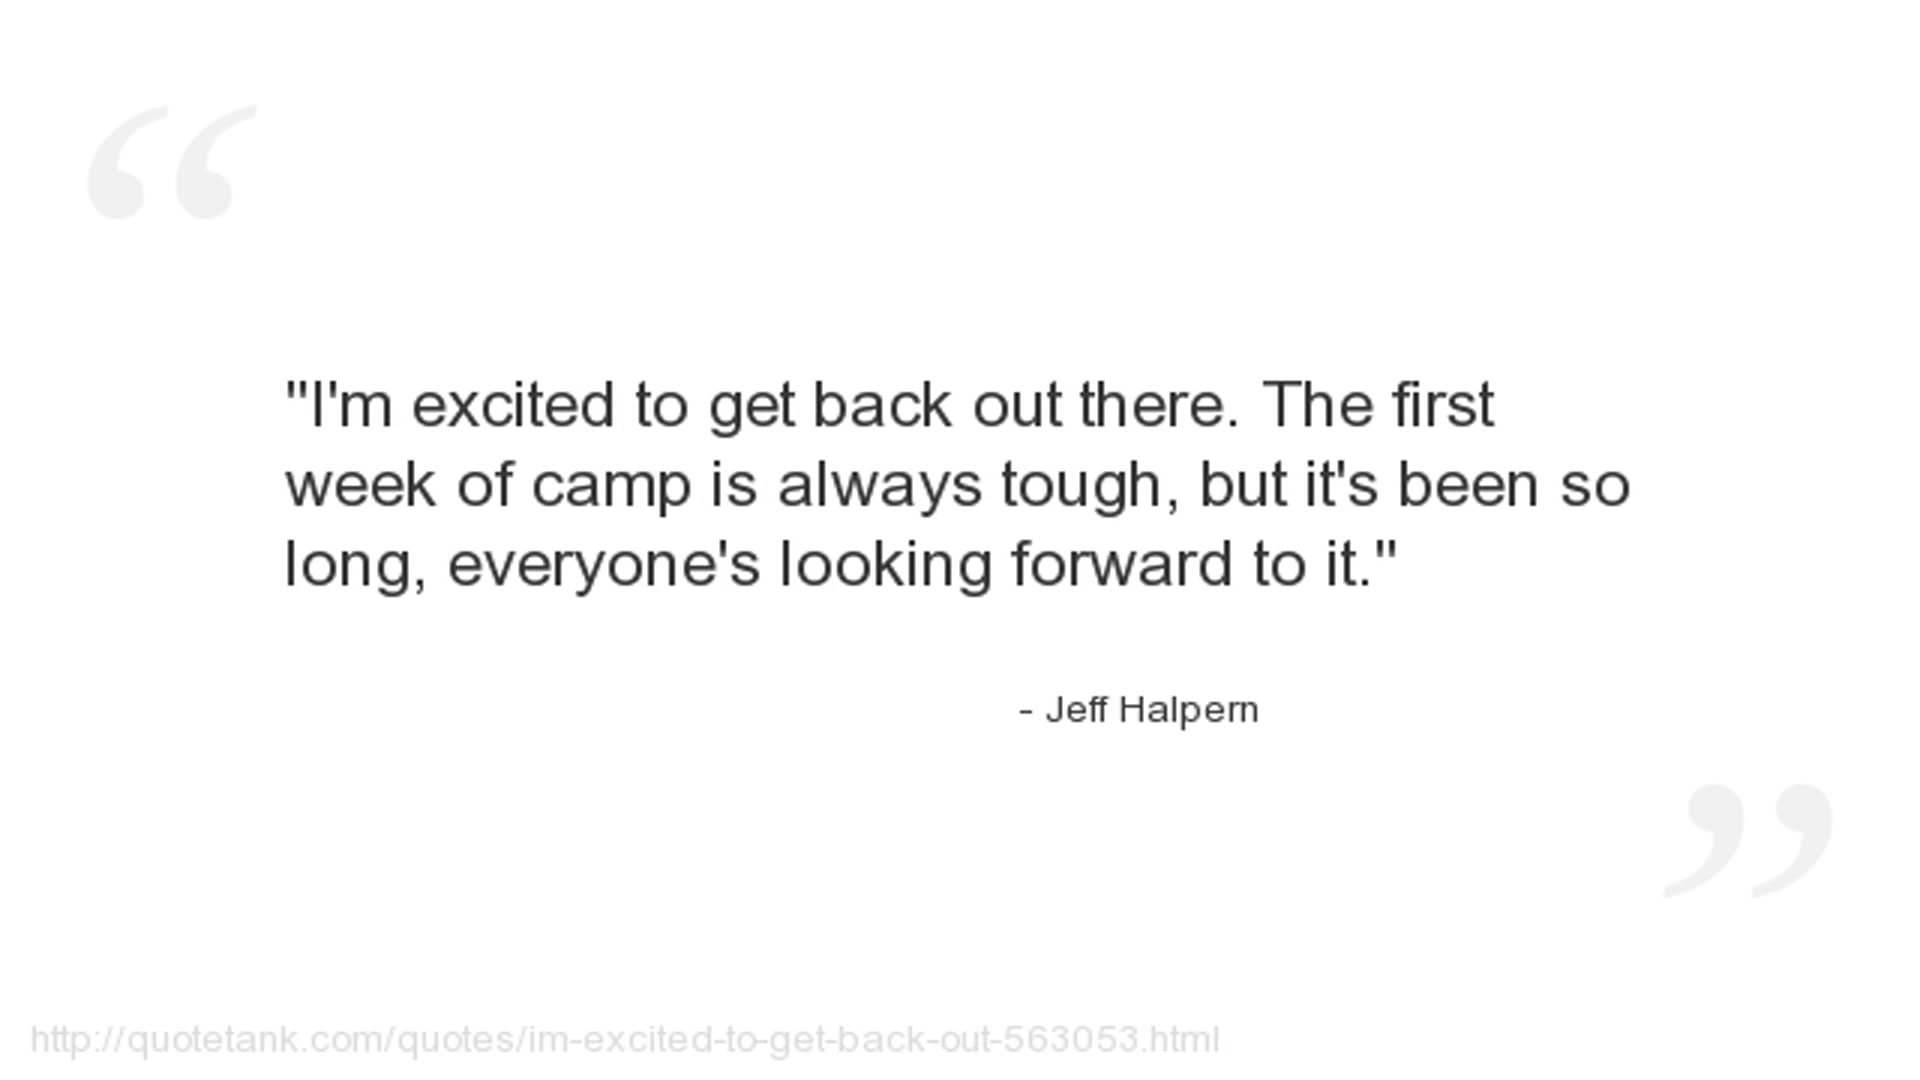 “
"I'm excited to get back out there. The first
week of camp is always tough, but it's been so
long, everyone's looking forward to it."
- Jeff Halpern
”
http://quotetank.com/quotes/im-excited-to-get-back-out-563053.html